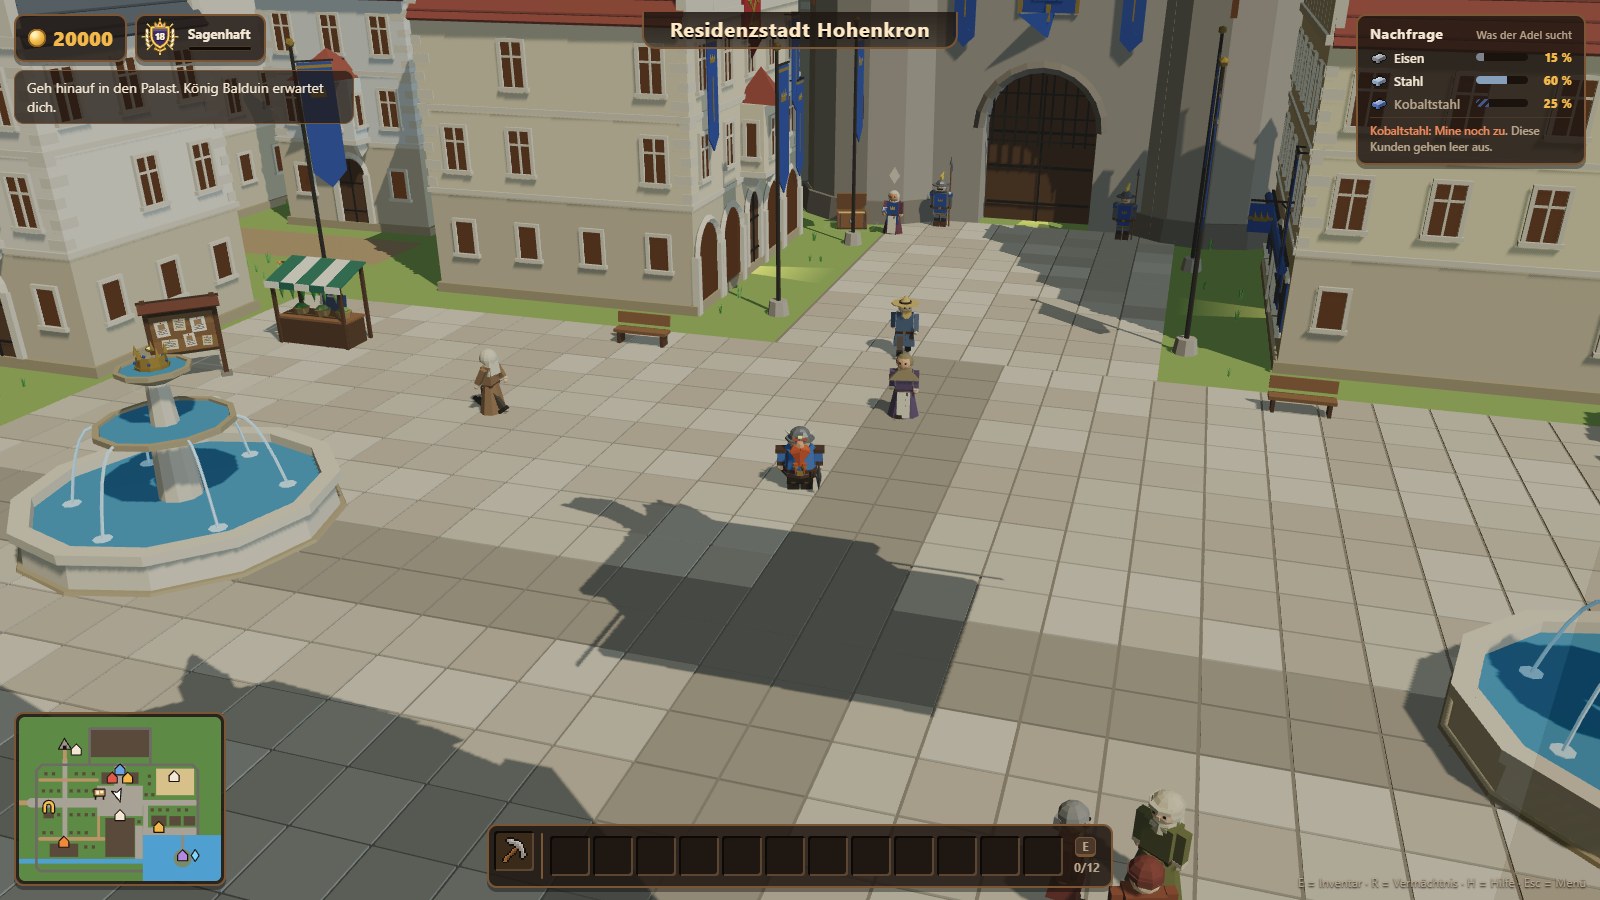 20000
18
Sagenhaft
Residenzstadt Hohenkron
Geh hinauf in den Palast. König Balduin erwartet
dich.
Nachfrage Was der Adel sucht
Eisen 15 %
Stahl 60 %
Kobaltstahl 25 %
Kobaltstahl: Mine noch zu. Diese
Kunden gehen leer aus.
E
0/12
E = Inventar · R = Vermächtnis · H = Hilfe · Esc = Menü